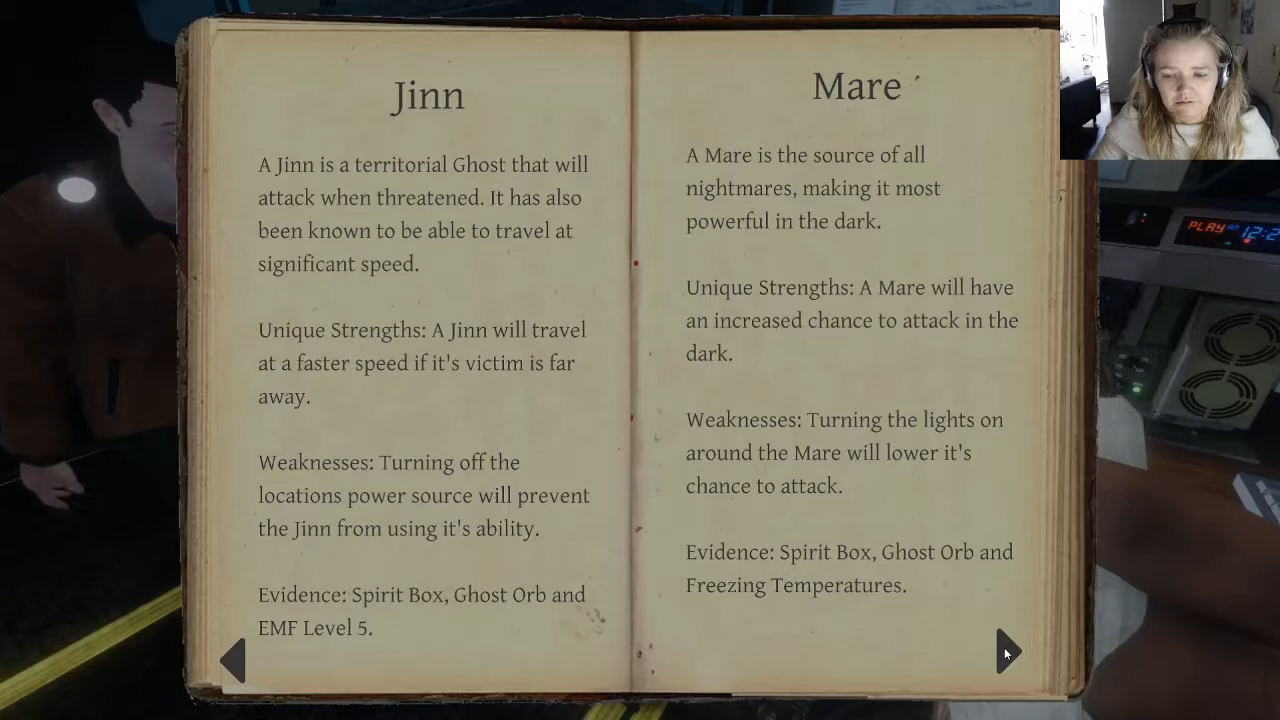 Jinn
A Jinn is a territorial Ghost that will
attack when threatened. It has also
been known to be able to travel at
significant speed.
Unique Strengths: A Jinn will travel
at a faster speed if it's victim is far
away.
Weaknesses: Turning off the
locations power source will prevent
the Jinn from using it's ability.
Evidence: Spirit Box, Ghost Orb and
EMF Level 5.
Mare
A Mare is the source of all
nightmares, making it most
powerful in the dark.
Unique Strengths: A Mare will have
an increased chance to attack in the
dark.
Weaknesses: Turning the lights on
around the Mare will lower it's
chance to attack.
Evidence: Spirit Box, Ghost Orb and
Freezing Temperatures.
PLAY